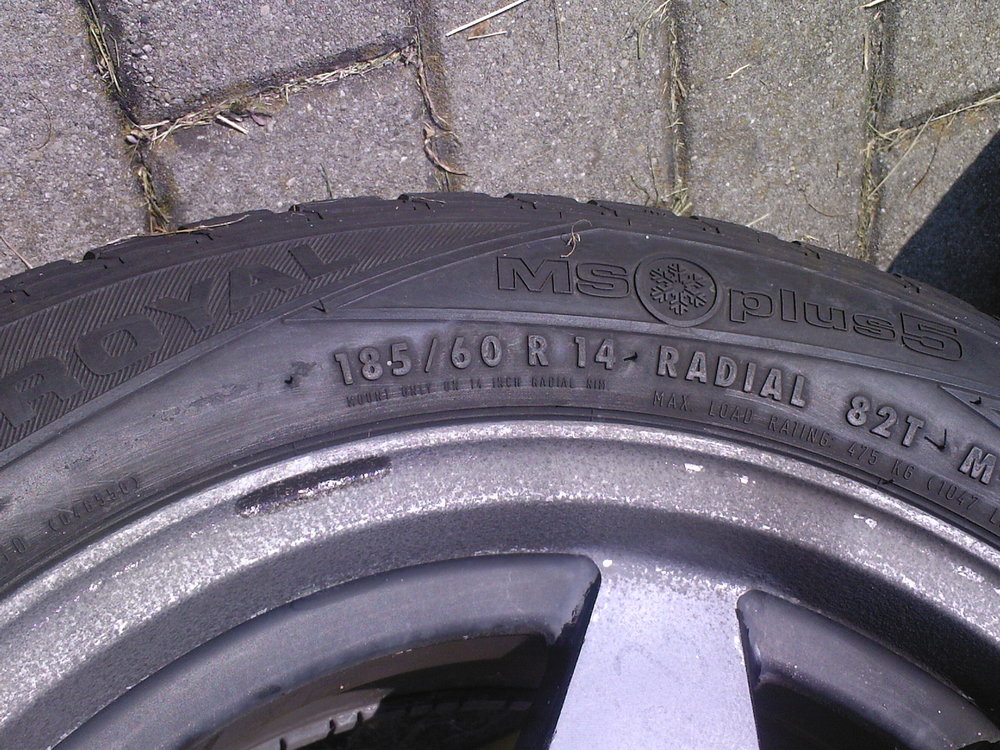 ROYAL
MS plus5
185/60 R 14 RADIAL 82T M
MOUNT ONLY ON 14 INCH RADIAL RIM
MAX. LOAD RATING 475 KG (1047 L